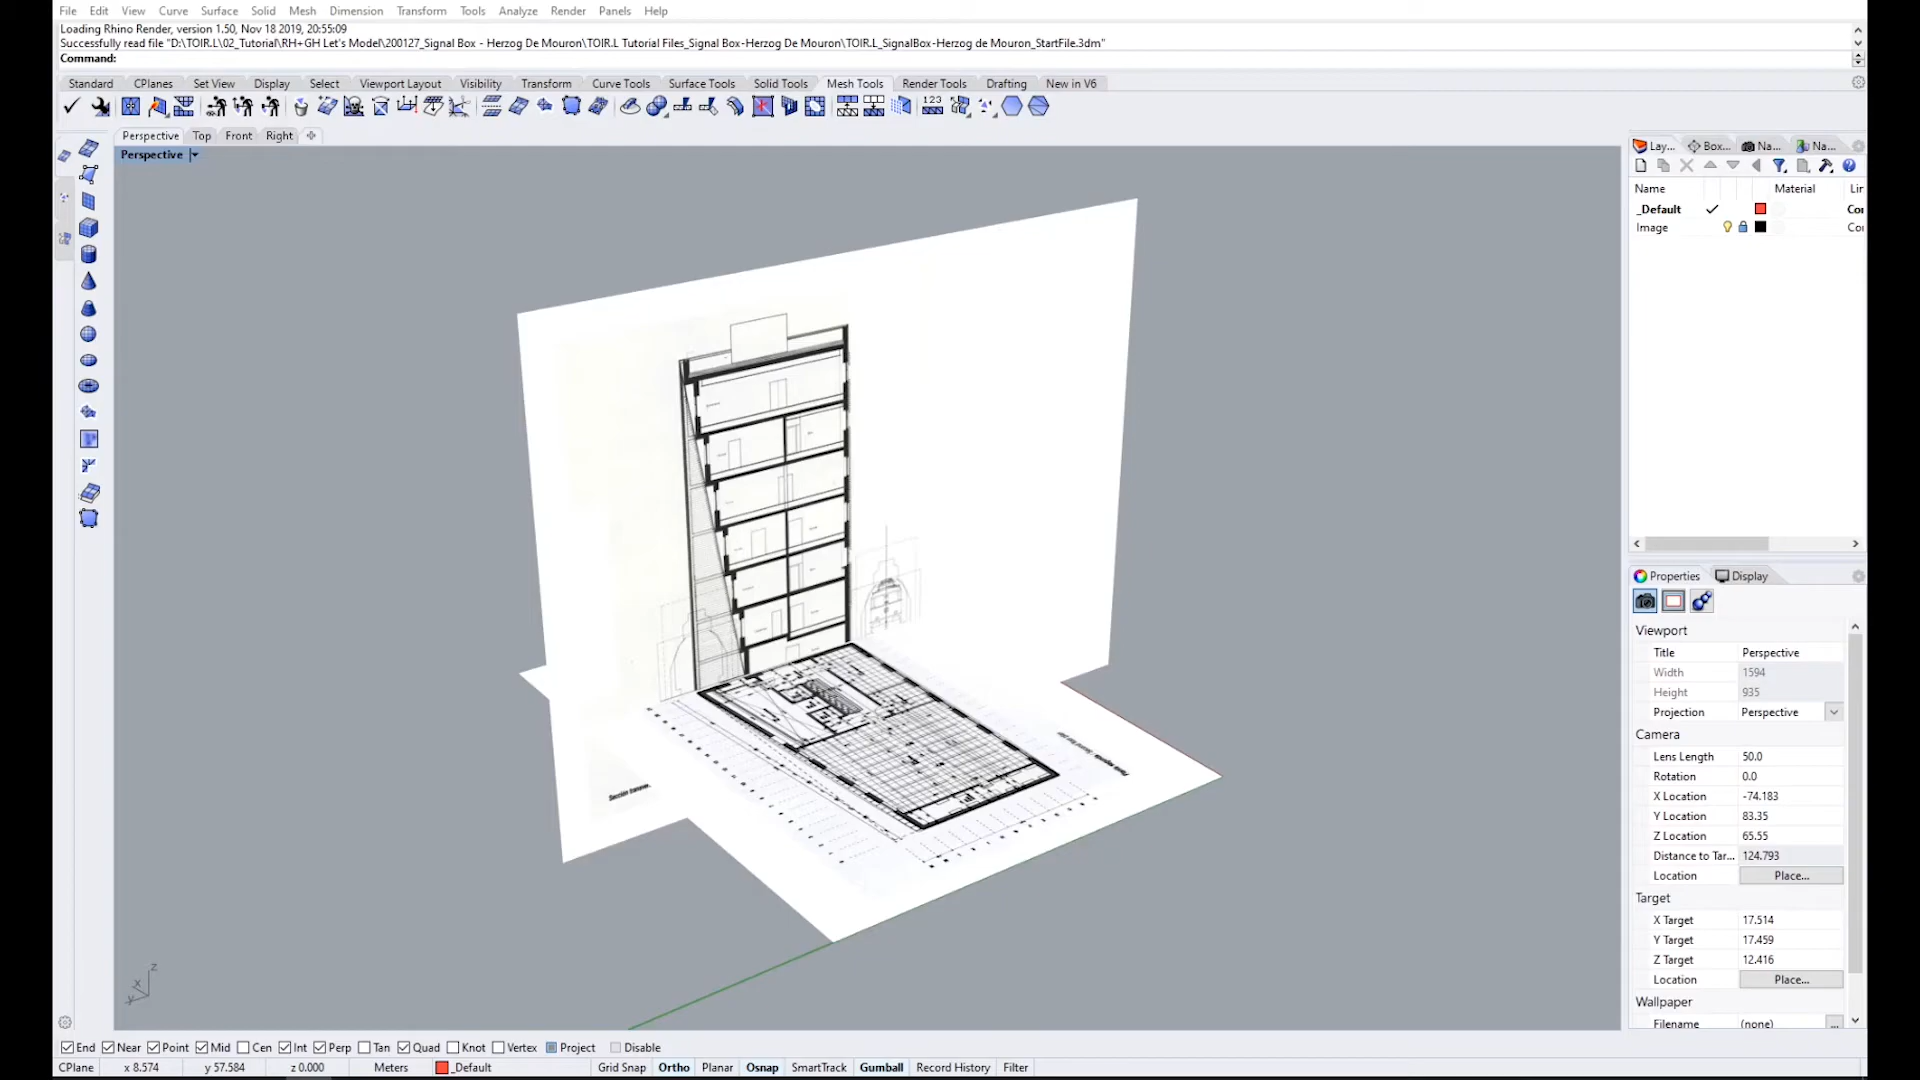 File Edit View Curve Surface Solid Mesh Dimension Transform Tools Analyze Render Panels Help
Loading Rhino Render, version 1.50, Nov 18 2019, 20:55:09
Successfully read file "D:\TOIR.L\02_Tutorial\RH+GH Let's Model\200127_Signal Box - Herzog De Mouron\TOIR.L Tutorial Files_Signal Box-Herzog De Mouron\TOIR.L_SignalBox-Herzog de Mouron_StartFile.3dm"
Command:
Standard CPlanes Set View Display Select Viewport Layout Visibility Transform Curve Tools Surface Tools Solid Tools Mesh Tools Render Tools Drafting New in V6
123
Perspective Top Front Right
Perspective
Lay... Box... Na... Na...
Name Material Lir
_Default Coi
Image Coi
Properties Display
Viewport
Title Perspective
Width 1594
Height 935
Projection Perspective
Camera
Lens Length 50.0
Rotation 0.0
X Location -74.183
Y Location 83.35
Z Location 65.55
Distance to Tar... 124.793
Location Place...
Target
X Target 17.514
Y Target 17.459
Z Target 12.416
Location Place...
Wallpaper
Filename (none) ...
z
x
y
End Near Point Mid Cen Int Perp Tan Quad Knot Vertex Project Disable
CPlane x 8.574 y 57.584 z 0.000 Meters _Default Grid Snap Ortho Planar Osnap SmartTrack Gumball Record History Filter